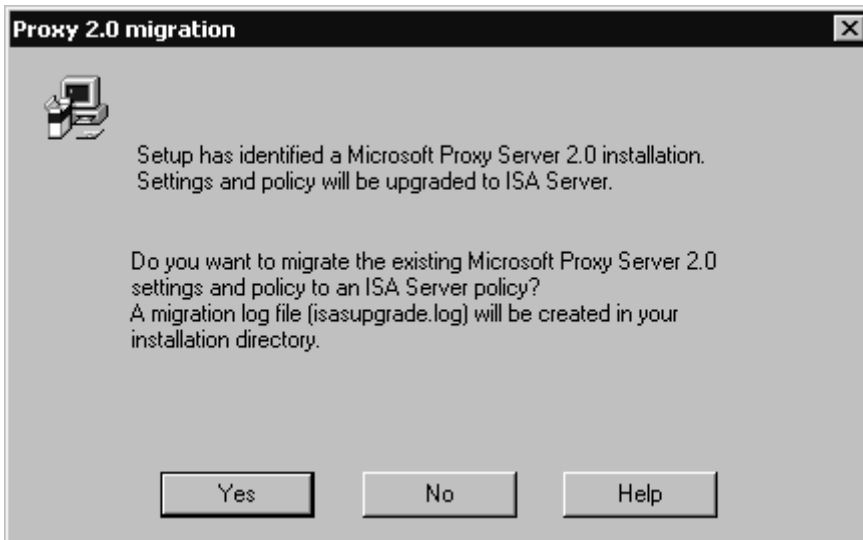 Proxy 2.0 migration
Setup has identified a Microsoft Proxy Server 2.0 installation.
Settings and policy will be upgraded to ISA Server.
Do you want to migrate the existing Microsoft Proxy Server 2.0
settings and policy to an ISA Server policy?
A migration log file (isasupgrade.log) will be created in your
installation directory.
Yes
No
Help